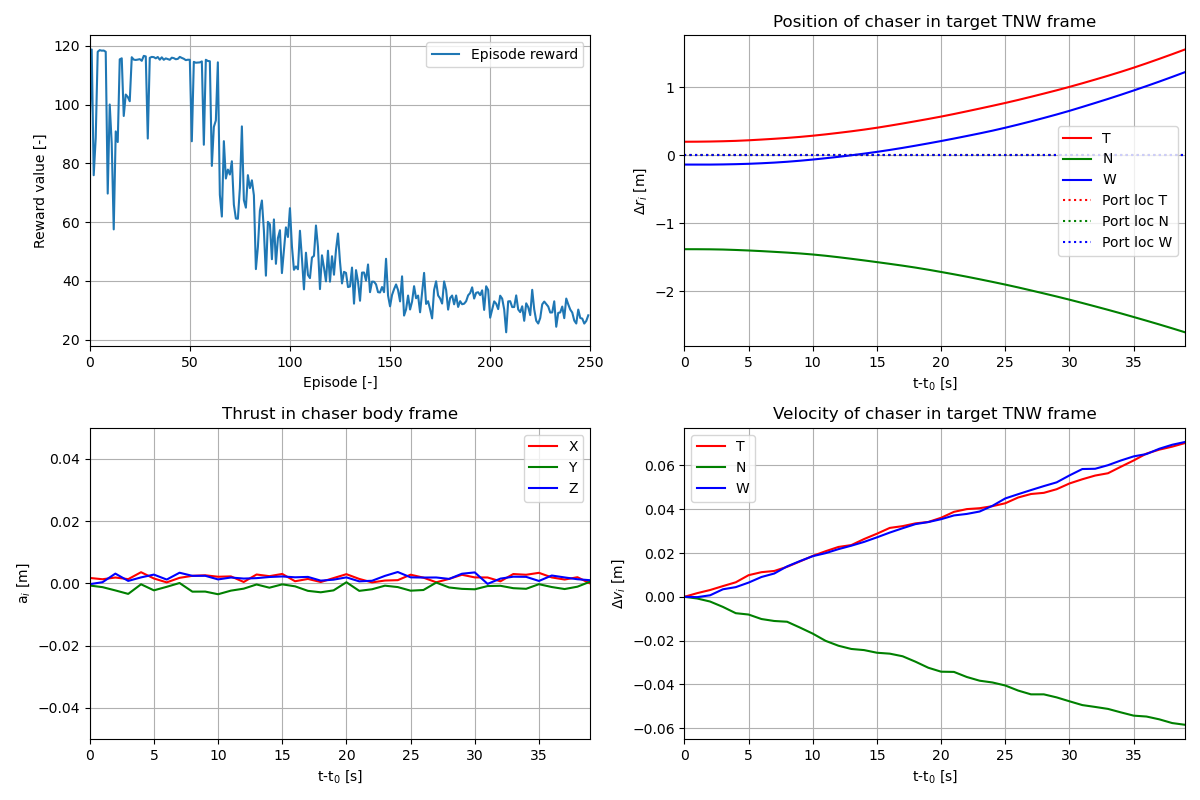 Position of chaser in target TNW frame
120
100
80
60
40
20
Reward value [-]
Episode reward
0
50
100
150
200
250
Episode [-]
1
0
−1
−2
Δr_i [m]
T
N
W
Port loc T
Port loc N
Port loc W
0
5
10
15
20
25
30
35
t-t_0 [s]
Thrust in chaser body frame
0.04
0.02
0.00
−0.02
−0.04
a_i [m]
X
Y
Z
0
5
10
15
20
25
30
35
t-t_0 [s]
Velocity of chaser in target TNW frame
0.06
0.04
0.02
0.00
−0.02
−0.04
−0.06
Δv_i [m]
T
N
W
0
5
10
15
20
25
30
35
t-t_0 [s]